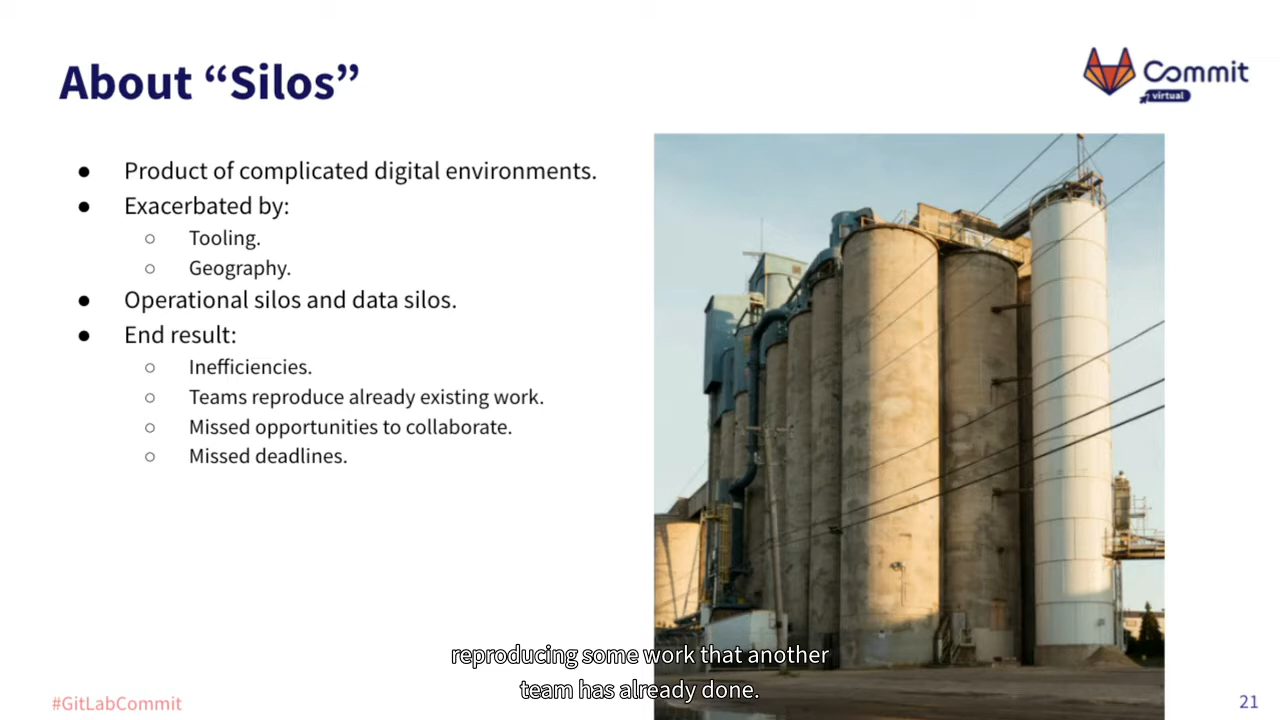 About “Silos”
Commit
virtual
● Product of complicated digital environments.
● Exacerbated by:
○ Tooling.
○ Geography.
● Operational silos and data silos.
● End result:
○ Inefficiencies.
○ Teams reproduce already existing work.
○ Missed opportunities to collaborate.
○ Missed deadlines.
reproducing some work that another
team has already done.
#GitLabCommit
21